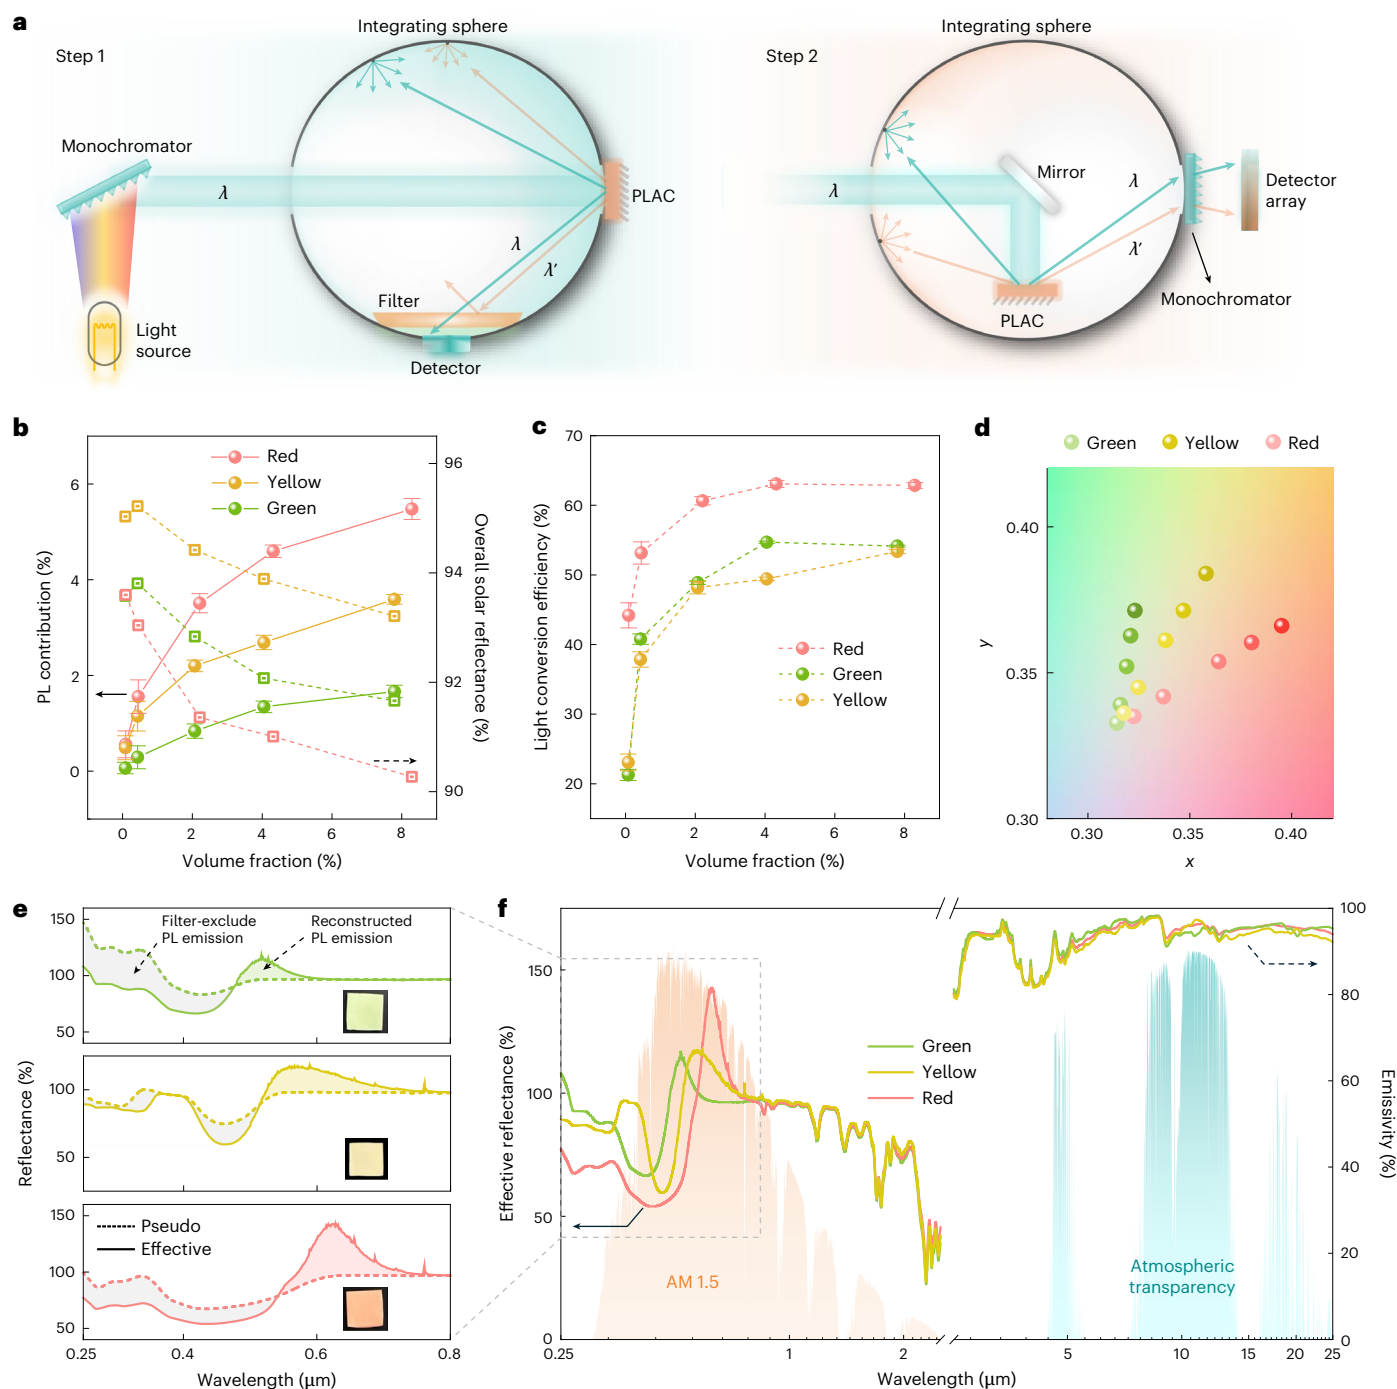 a
Step 1
Integrating sphere
Monochromator
λ
PLAC
λ
λ′
Filter
Light
source
Detector
Step 2
Integrating sphere
λ
Mirror
λ
Detector
array
λ′
PLAC
Monochromator
b
Red
Yellow
Green
PL contribution (%)
6
4
2
0
96
94
92
90
Overall solar reflectance (%)
0
2
4
6
8
Volume fraction (%)
c
Light conversion efficiency (%)
70
60
50
40
30
20
Red
Green
Yellow
0
2
4
6
8
Volume fraction (%)
d
Green
Yellow
Red
y
0.40
0.35
0.30
0.30
0.35
0.40
x
e
Reflectance (%)
150
100
50
Filter-exclude
PL emission
Reconstructed
PL emission
100
50
150
100
50
Pseudo
Effective
0.25
0.4
0.6
0.8
Wavelength (μm)
f
Effective reflectance (%)
150
100
50
0
Green
Yellow
Red
AM 1.5
Atmospheric
transparency
100
80
60
40
20
0
Emissivity (%)
0.25
1
2
5
10
15
20
25
Wavelength (μm)